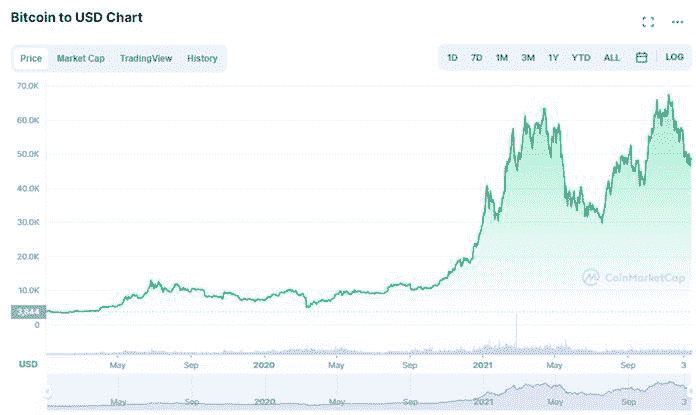 Bitcoin to USD Chart
Price Market Cap TradingView History
1D 7D 1M 3M 1Y YTD ALL LOG
70.0K
60.0K
50.0K
40.0K
30.0K
20.0K
10.0K
3,844
0
CoinMarketCap
USD May Sep 2020 May Sep 2021 May Sep 3
May Sep 2020 May Sep 2021 May Sep 3